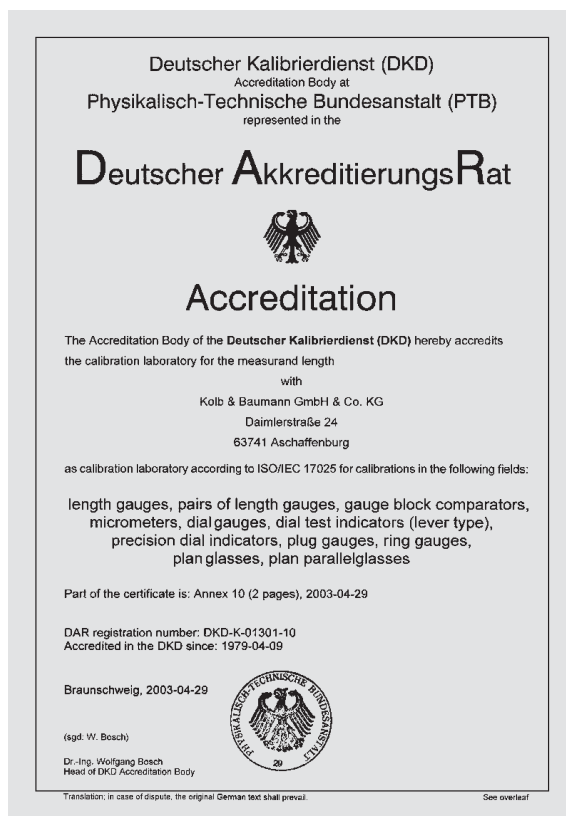 Deutscher Kalibrierdienst (DKD)
Accreditation Body at
Physikalisch-Technische Bundesanstalt (PTB)
represented in the
Deutscher AkkreditierungsRat
Accreditation
The Accreditation Body of the Deutscher Kalibrierdienst (DKD) hereby accredits
the calibration laboratory for the measurand length
with
Kolb & Baumann GmbH & Co. KG
Daimlerstraße 24
63741 Aschaffenburg
as calibration laboratory according to ISO/IEC 17025 for calibrations in the following fields:
length gauges, pairs of length gauges, gauge block comparators,
micrometers, dial gauges, dial test indicators (lever type),
precision dial indicators, plug gauges, ring gauges,
plan glasses, plan parallelglasses
Part of the certificate is: Annex 10 (2 pages), 2003-04-29
DAR registration number: DKD-K-01301-10
Accredited in the DKD since: 1979-04-09
Braunschweig, 2003-04-29
PHYSIKALISCH-TECHNISCHE BUNDESANSTALT
29
(sgd: W. Bosch)
Dr.-Ing. Wolfgang Bosch
Head of DKD Accreditation Body
Translation; in case of dispute, the original German text shall prevail. See overleaf